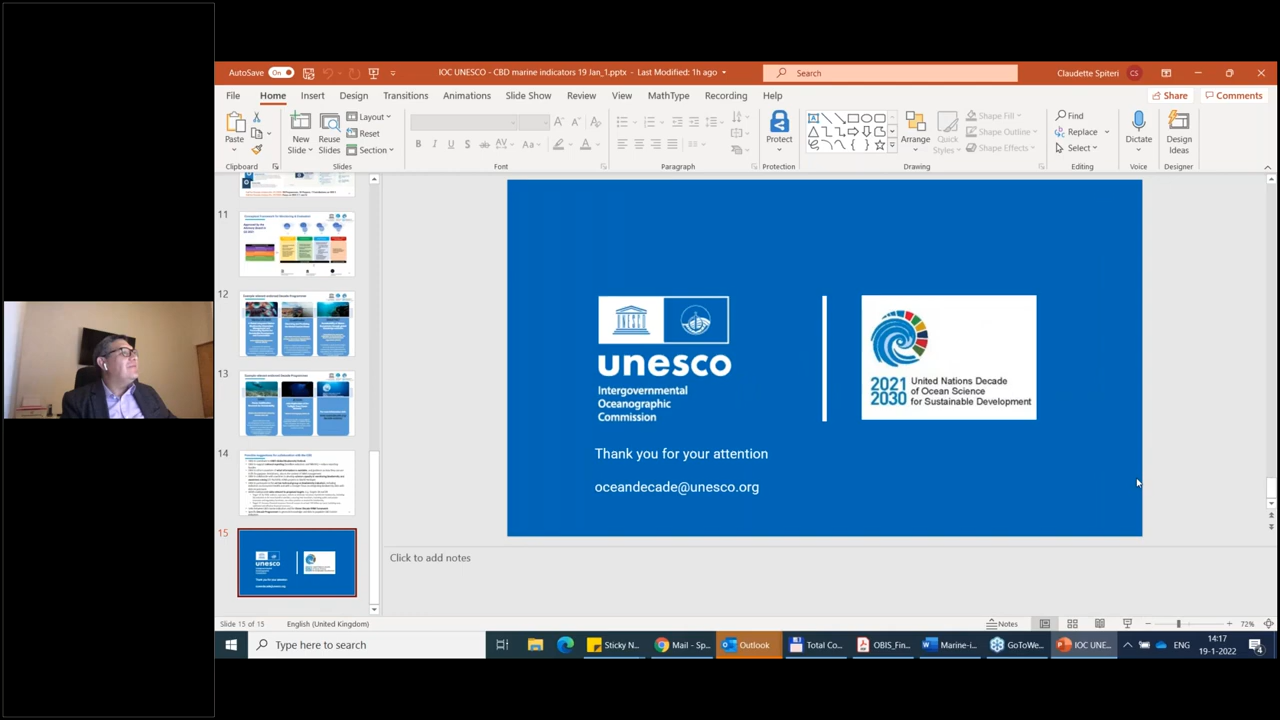 AutoSave On
IOC UNESCO - CBD marine indicators 19 Jan_1.pptx - Last Modified: 1h ago
Search
Claudette Spiteri CS
File Home Insert Design Transitions Animations Slide Show Review View MathType Recording Help
Share Comments
Paste
New
Slide
Reuse
Slides
Layout
Reset
Section
Protect
Arrange
Quick
Styles
Shape Fill
Shape Outline
Shape Effects
Find
Replace
Select
Dictate
Design
Ideas
Clipboard Slides Font Paragraph Protection Drawing Editing Voice Designer
11
12
13
14
15
unesco
Intergovernmental
Oceanographic
Commission
2021
2030
United Nations Decade
of Ocean Science
for Sustainable Development
Thank you for your attention
oceandecade@unesco.org
Click to add notes
Slide 15 of 15 English (United Kingdom) Notes 72%
Type here to search
Sticky N...
Mail - Sp...
Outlook
Total Co...
OBIS_Fin...
Marine-i...
GoToWe...
IOC UNE...
ENG
14:17
19-1-2022
4